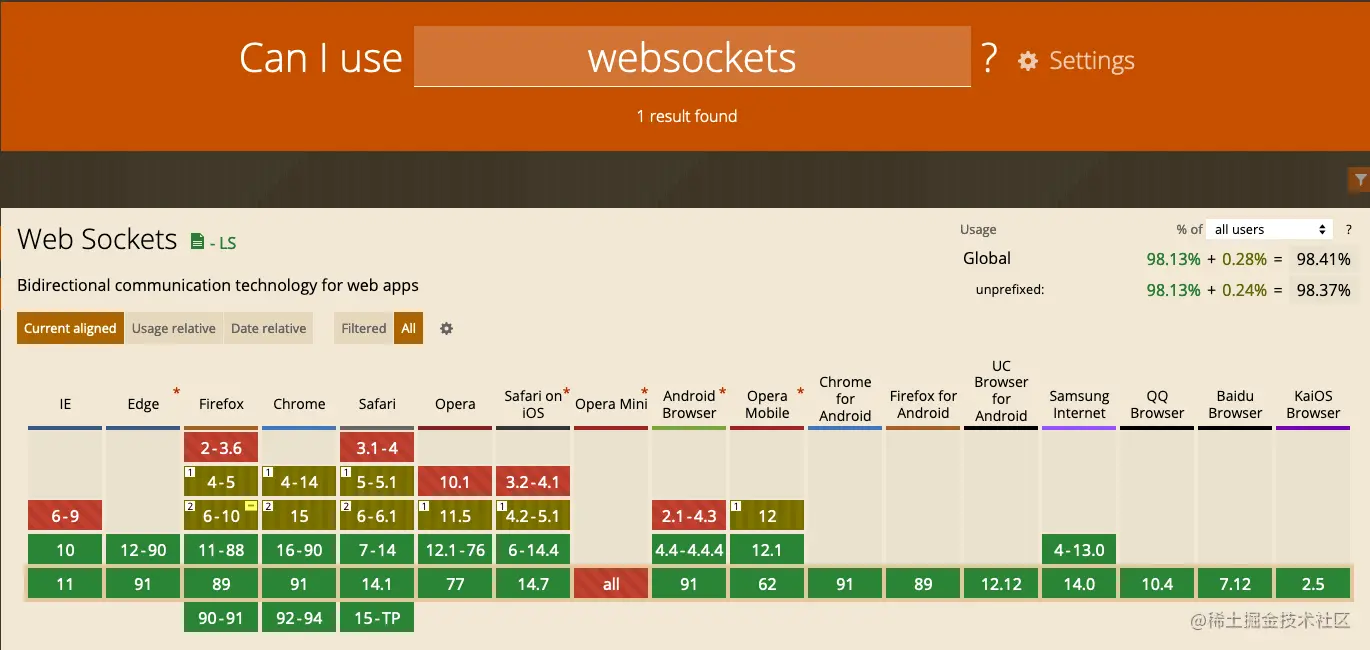 Can I use websockets ? Settings
1 result found
Web Sockets - LS
Usage % of all users ?
Global 98.13% + 0.28% = 98.41%
unprefixed: 98.13% + 0.24% = 98.37%
Bidirectional communication technology for web apps
Current aligned Usage relative Date relative Filtered All
IE Edge * Firefox Chrome Safari Opera Safari on iOS * Opera Mini * Android Browser * Opera Mobile * Chrome for Android Firefox for Android UC Browser for Android Samsung Internet QQ Browser Baidu Browser KaiOS Browser
2-3.6 3.1-4
1 4-5 1 4-14 1 5-5.1 10.1 3.2-4.1
6-9 2 6-10 2 15 2 6-6.1 1 11.5 1 4.2-5.1 2.1-4.3 1 12
10 12-90 11-88 16-90 7-14 12.1-76 6-14.4 4.4-4.4.4 12.1 4-13.0
11 91 89 91 14.1 77 14.7 all 91 62 91 89 12.12 14.0 10.4 7.12 2.5
90-91 92-94 15-TP
@稀土掘金技术社区